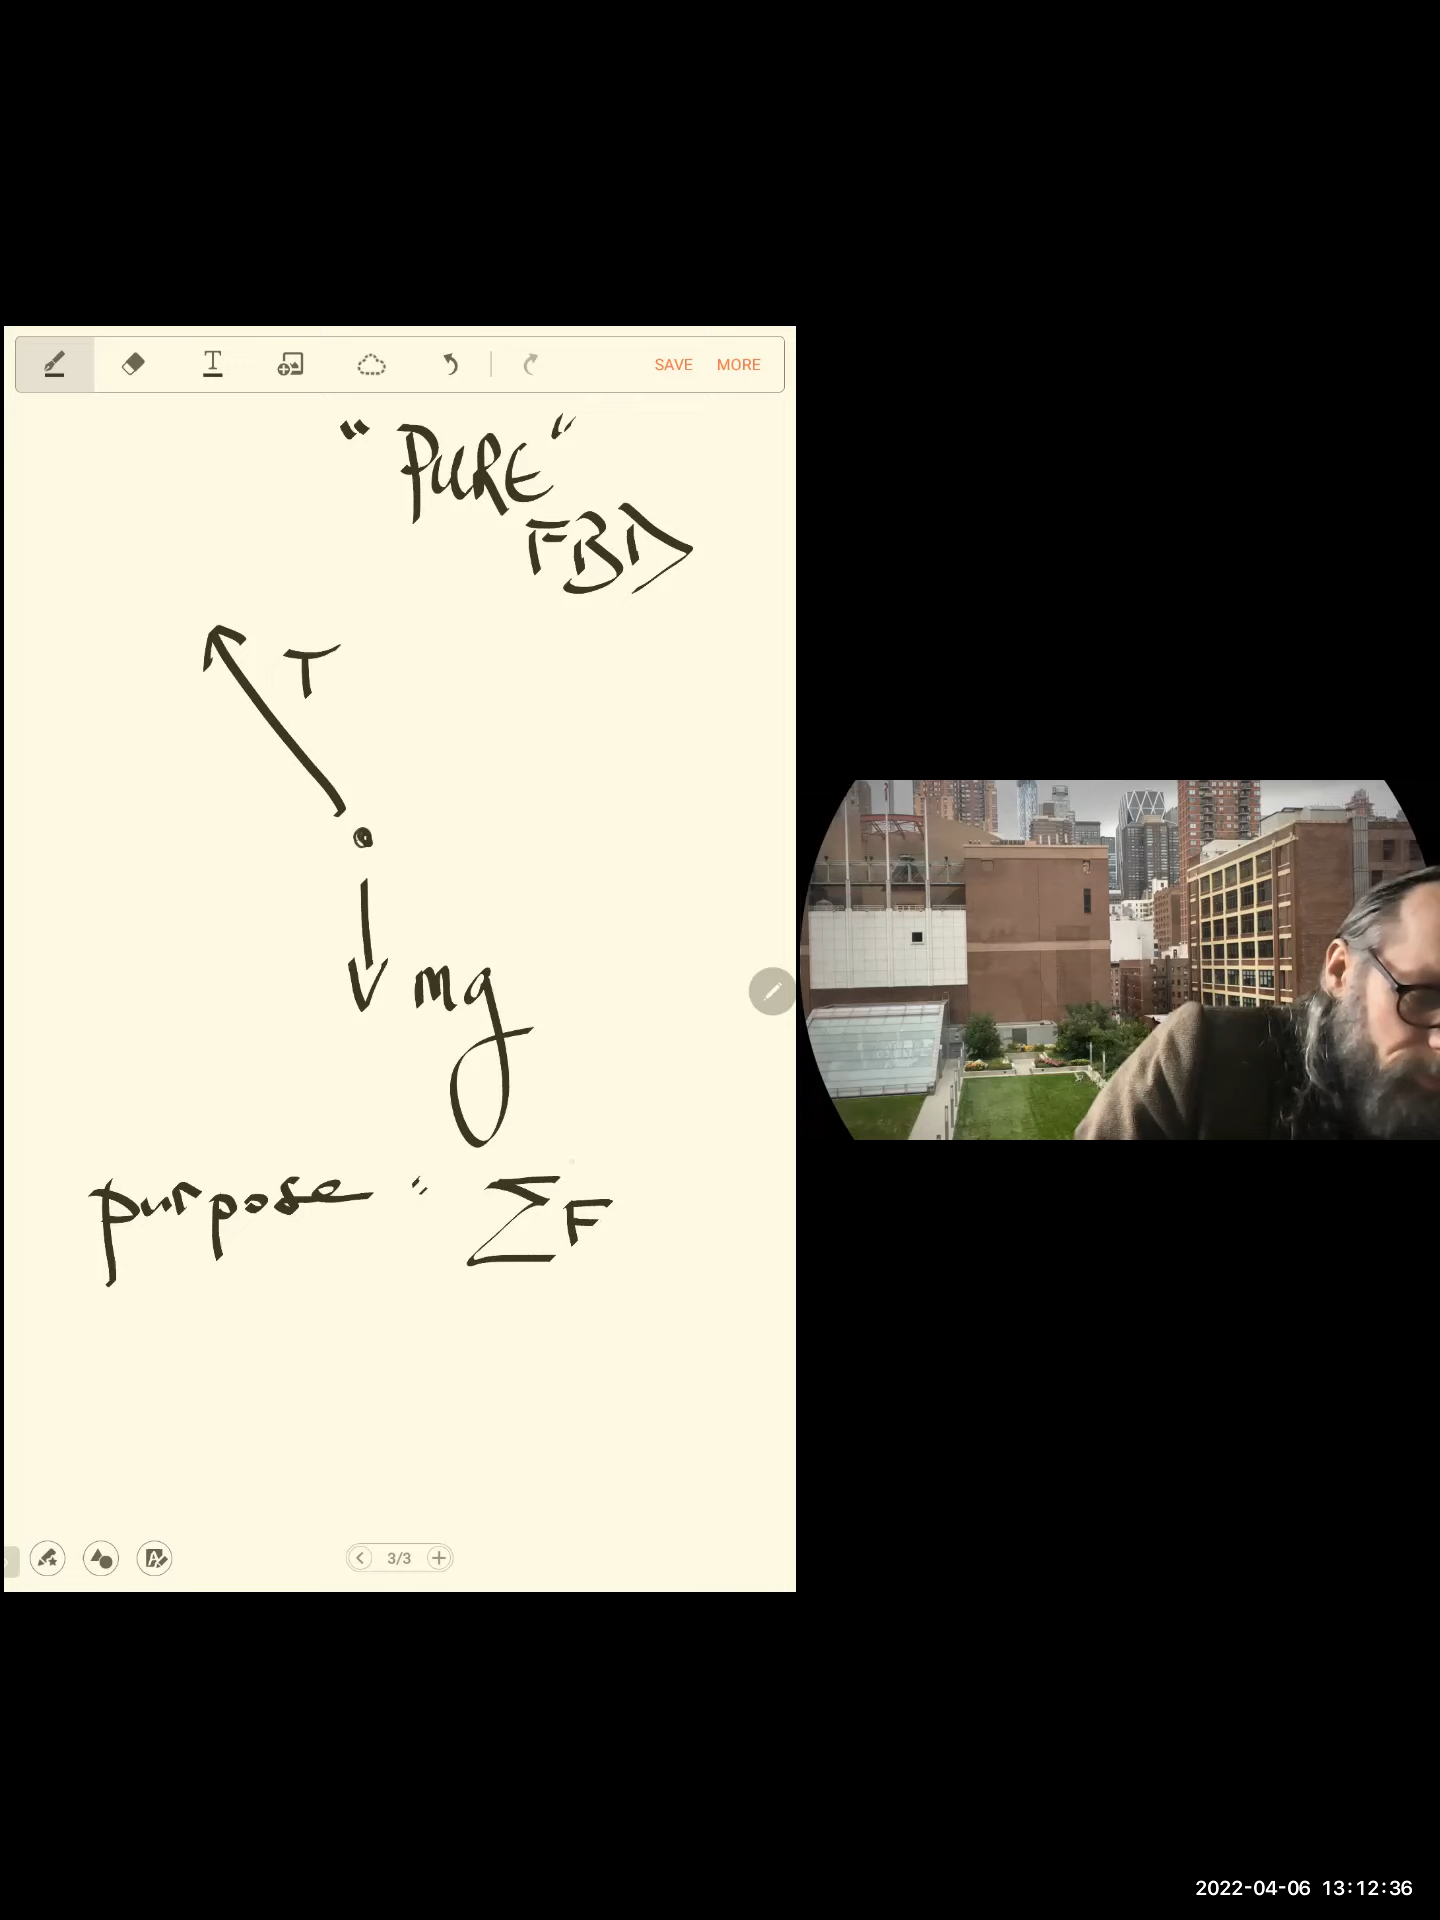 SAVE MORE
"PURE"
FBD
T
mg
purpose : ΣF
3/3
2022-04-06 13:12:36